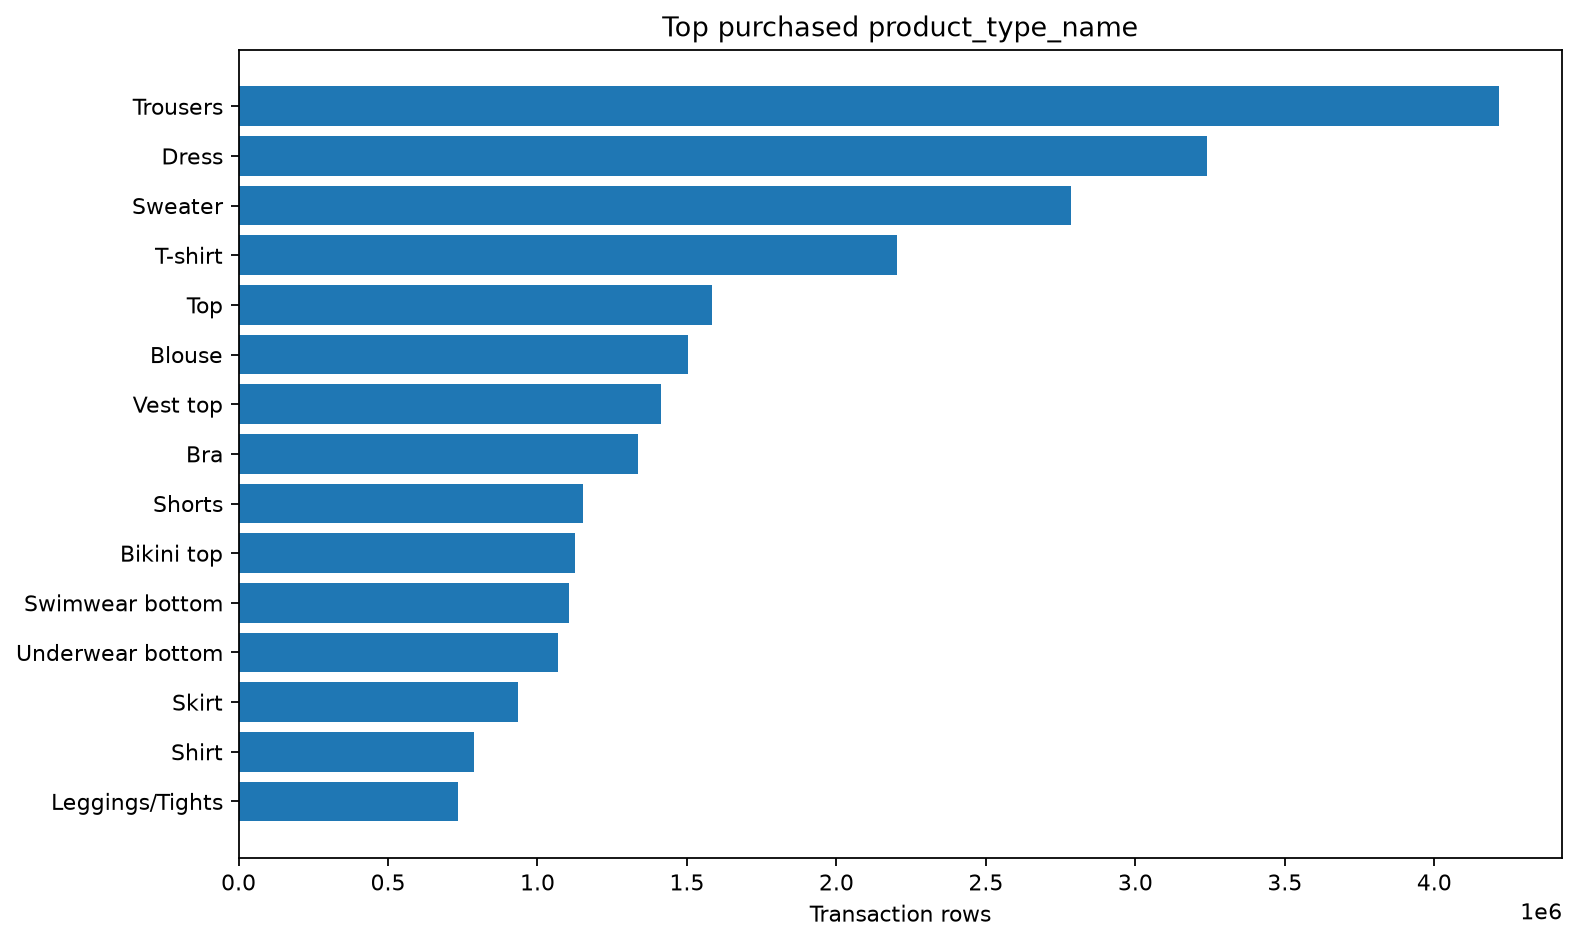 Top purchased product_type_name
Trousers
Dress
Sweater
T-shirt
Top
Blouse
Vest top
Bra
Shorts
Bikini top
Swimwear bottom
Underwear bottom
Skirt
Shirt
Leggings/Tights
0.0 0.5 1.0 1.5 2.0 2.5 3.0 3.5 4.0
Transaction rows
1e6